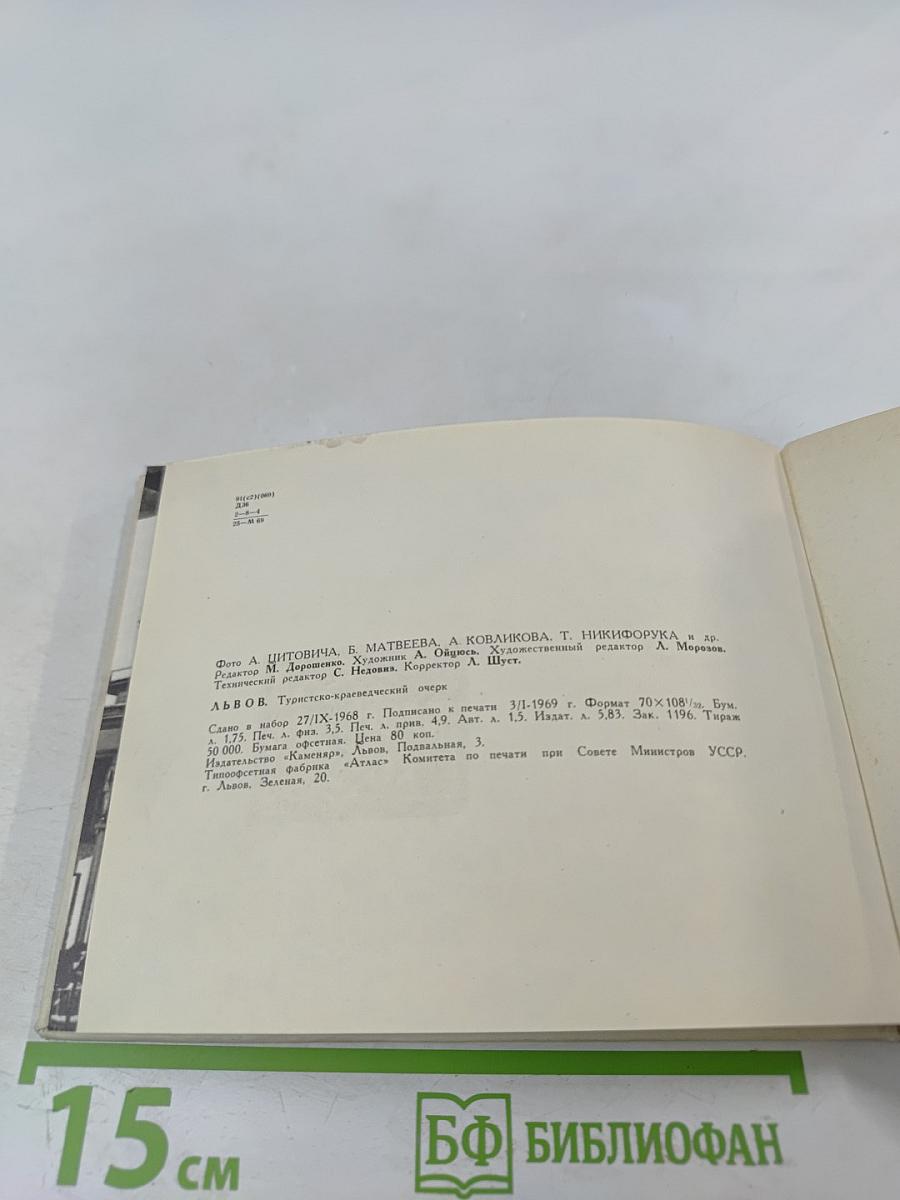 91(с2)(069)
Д36
2—8—4
25—М 69
Фото А. ЦИТОВИЧА, Б. МАТВЕЕВА, А. КОВЛИКОВА, Т. НИКИФОРУКА и др.
Редактор М. Дорошенко. Художник А. Ойцюсь. Художественный редактор Л. Морозов.
Технический редактор С. Недовиз. Корректор Л. Шуст.
ЛЬВОВ. Туристско-краеведческий очерк
Сдано в набор 27/IX-1968 г. Подписано к печати 3/I-1969 г. Формат 70×108¹/₃₂. Бум.
л. 1,75. Печ. л. физ. 3,5. Печ. л. прив. 4,9. Авт. л. 1,5. Издат. л. 5,83. Зак. 1196. Тираж
50 000. Бумага офсетная. Цена 80 коп.
Издательство «Каменяр», Львов, Подвальная, 3.
Типоофсетная фабрика «Атлас» Комитета по печати при Совете Министров УССР.
г. Львов, Зеленая, 20.
15 см
БФ БИБЛИОФАН